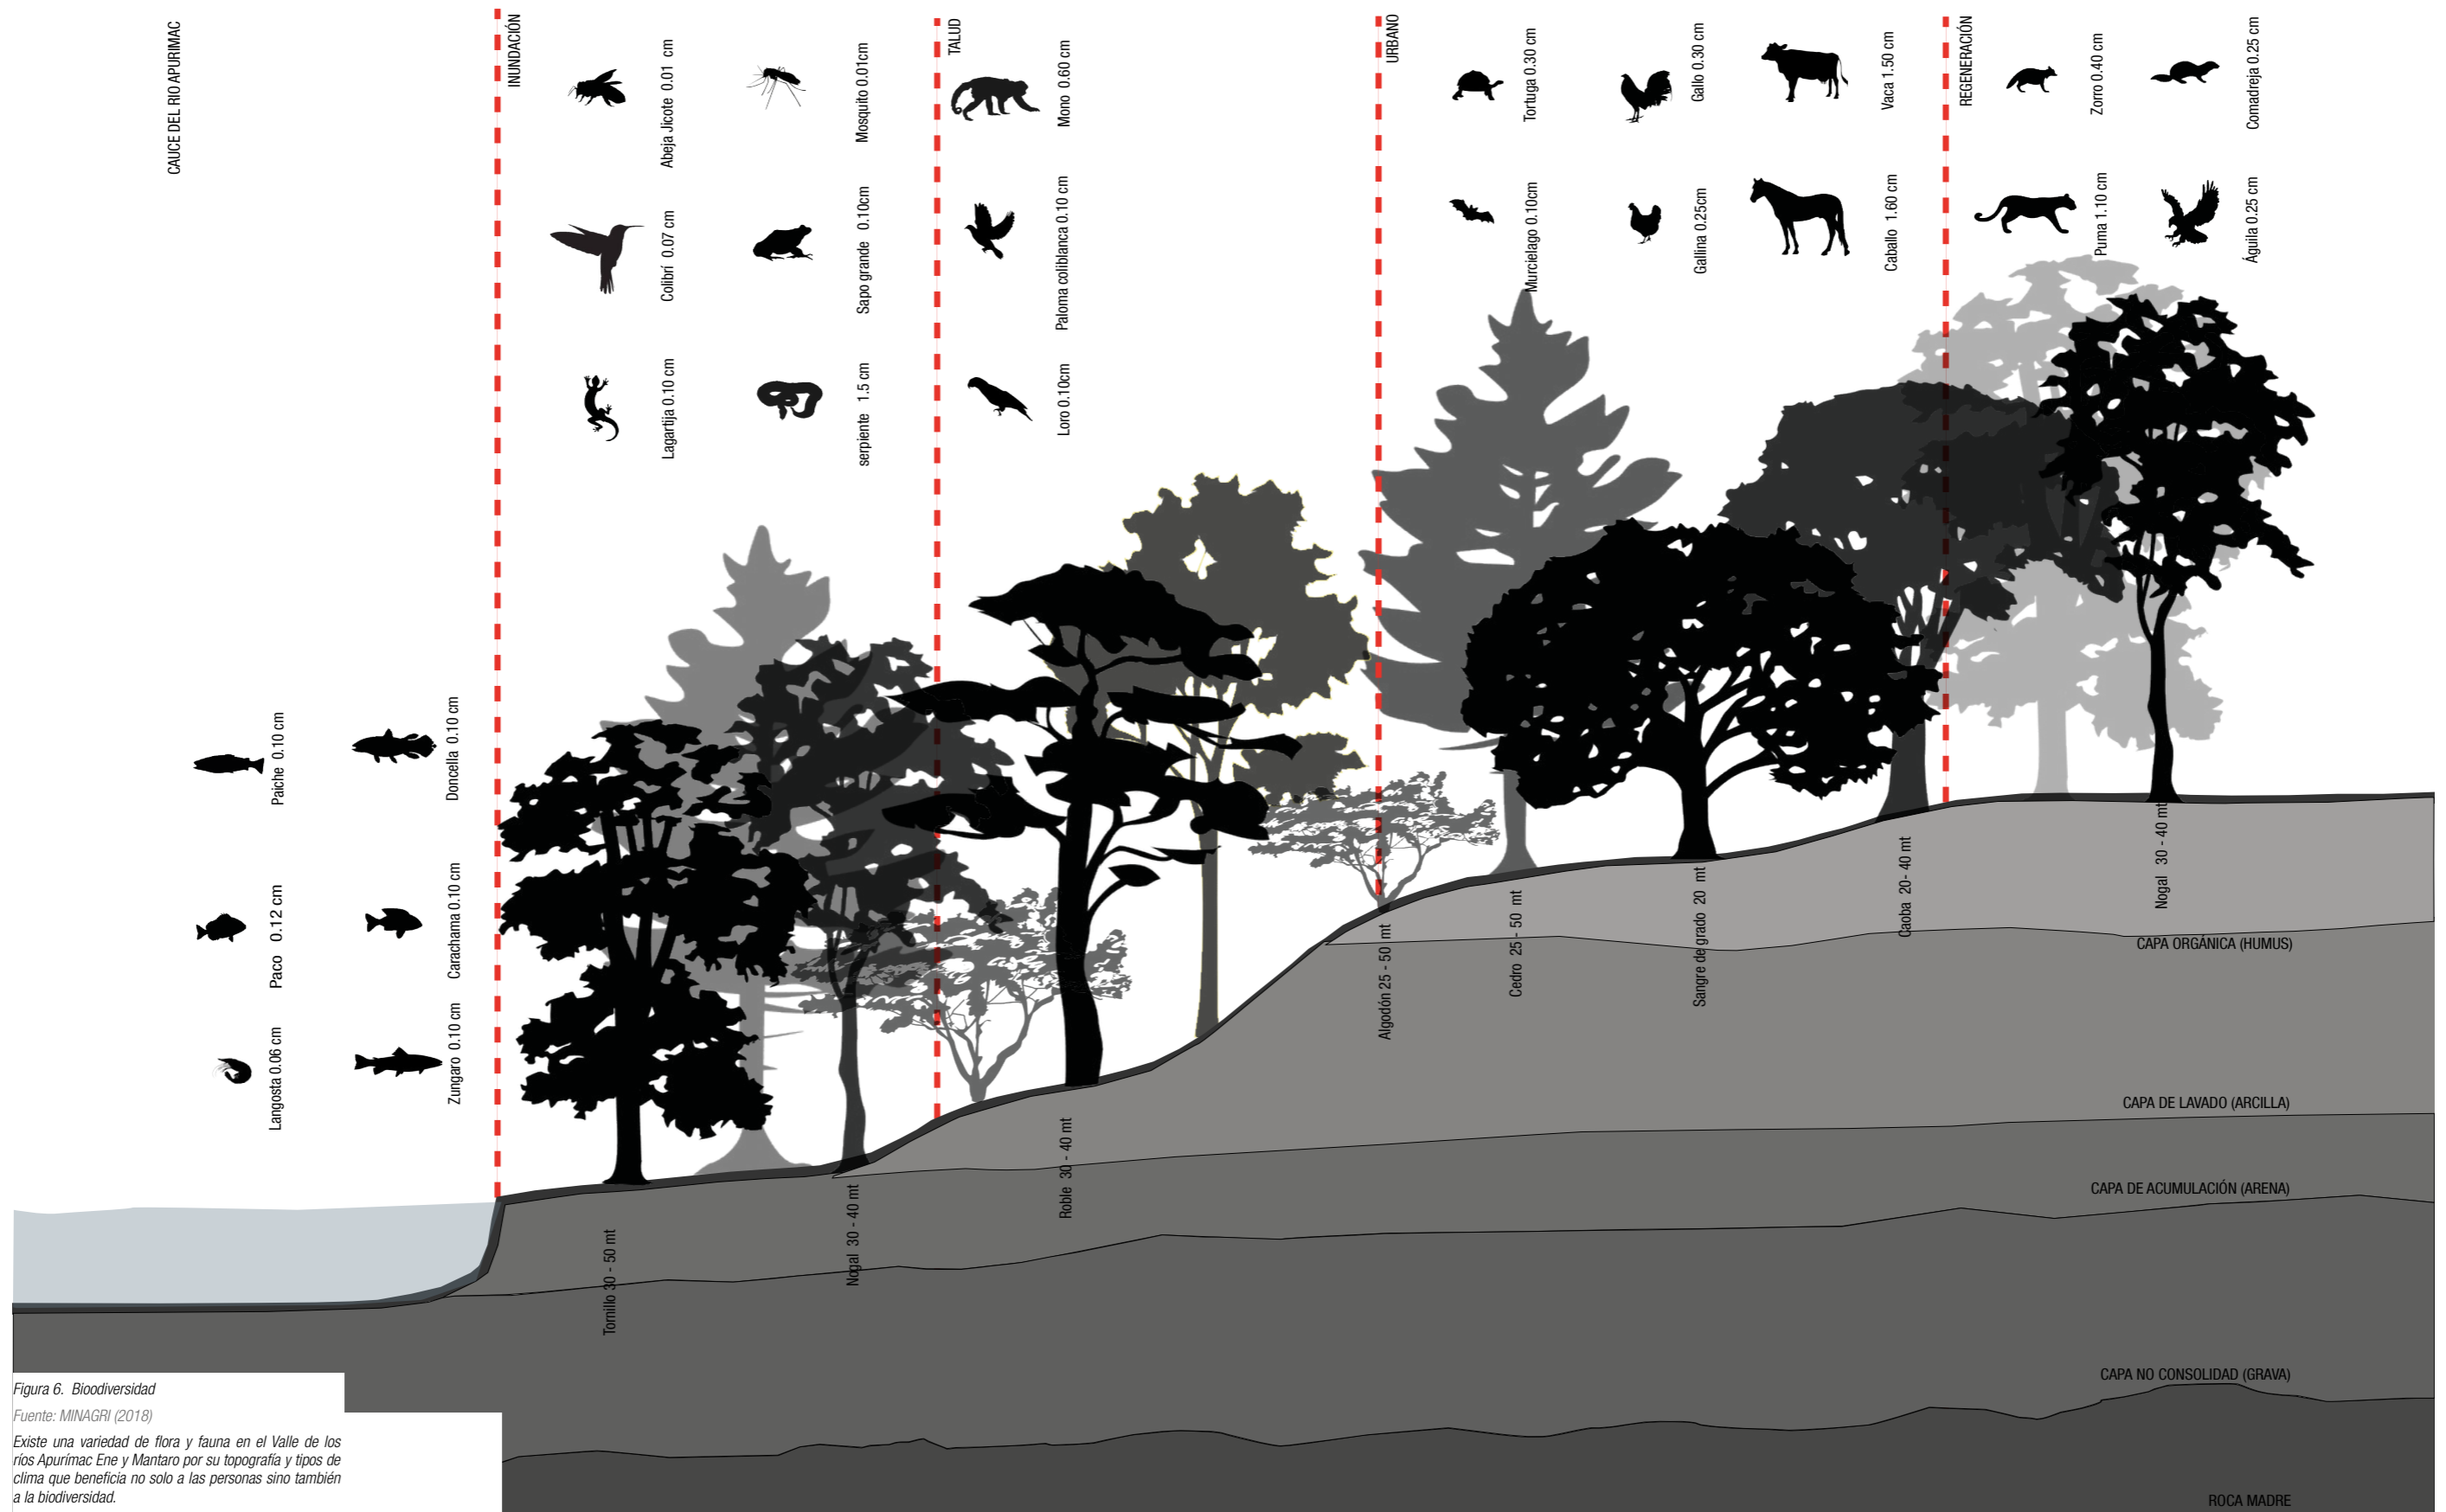 CAUCE DEL RIO APURIMAC
Paiche 0.10 cm
Doncella 0.10 cm
Paco 0.12 cm
Carachama 0.10 cm
Langosta 0.06 cm
Zungaro 0.10 cm
INUNDACIÓN
Abeja Jicote 0.01 cm
Mosquito 0.01cm
Colibrí 0.07 cm
Sapo grande 0.10cm
Lagartija 0.10 cm
serpiente 1.5 cm
TALUD
Mono 0.60 cm
Paloma coliblanca 0.10 cm
Loro 0.10cm
URBANO
Tortuga 0.30 cm
Gallo 0.30 cm
Vaca 1.50 cm
Murcielago 0.10cm
Gallina 0.25cm
Caballo 1.60 cm
REGENERACIÓN
Zorro 0.40 cm
Comadreja 0.25 cm
Puma 1.10 cm
Águila 0.25 cm
Tornillo 30 - 50 mt
Nogal 30 - 40 mt
Roble 30 - 40 mt
Algodón 25 - 50 mt
Cedro 25 - 50 mt
Sangre de grado 20 mt
Caoba 20- 40 mt
Nogal 30 - 40 mt
CAPA ORGÁNICA (HUMUS)
CAPA DE LAVADO (ARCILLA)
CAPA DE ACUMULACIÓN (ARENA)
CAPA NO CONSOLIDAD (GRAVA)
ROCA MADRE
Figura 6. Bioodiversidad
Fuente: MINAGRI (2018)
Existe una variedad de flora y fauna en el Valle de los
ríos Apurímac Ene y Mantaro por su topografía y tipos de
clima que beneficia no solo a las personas sino también
a la biodiversidad.